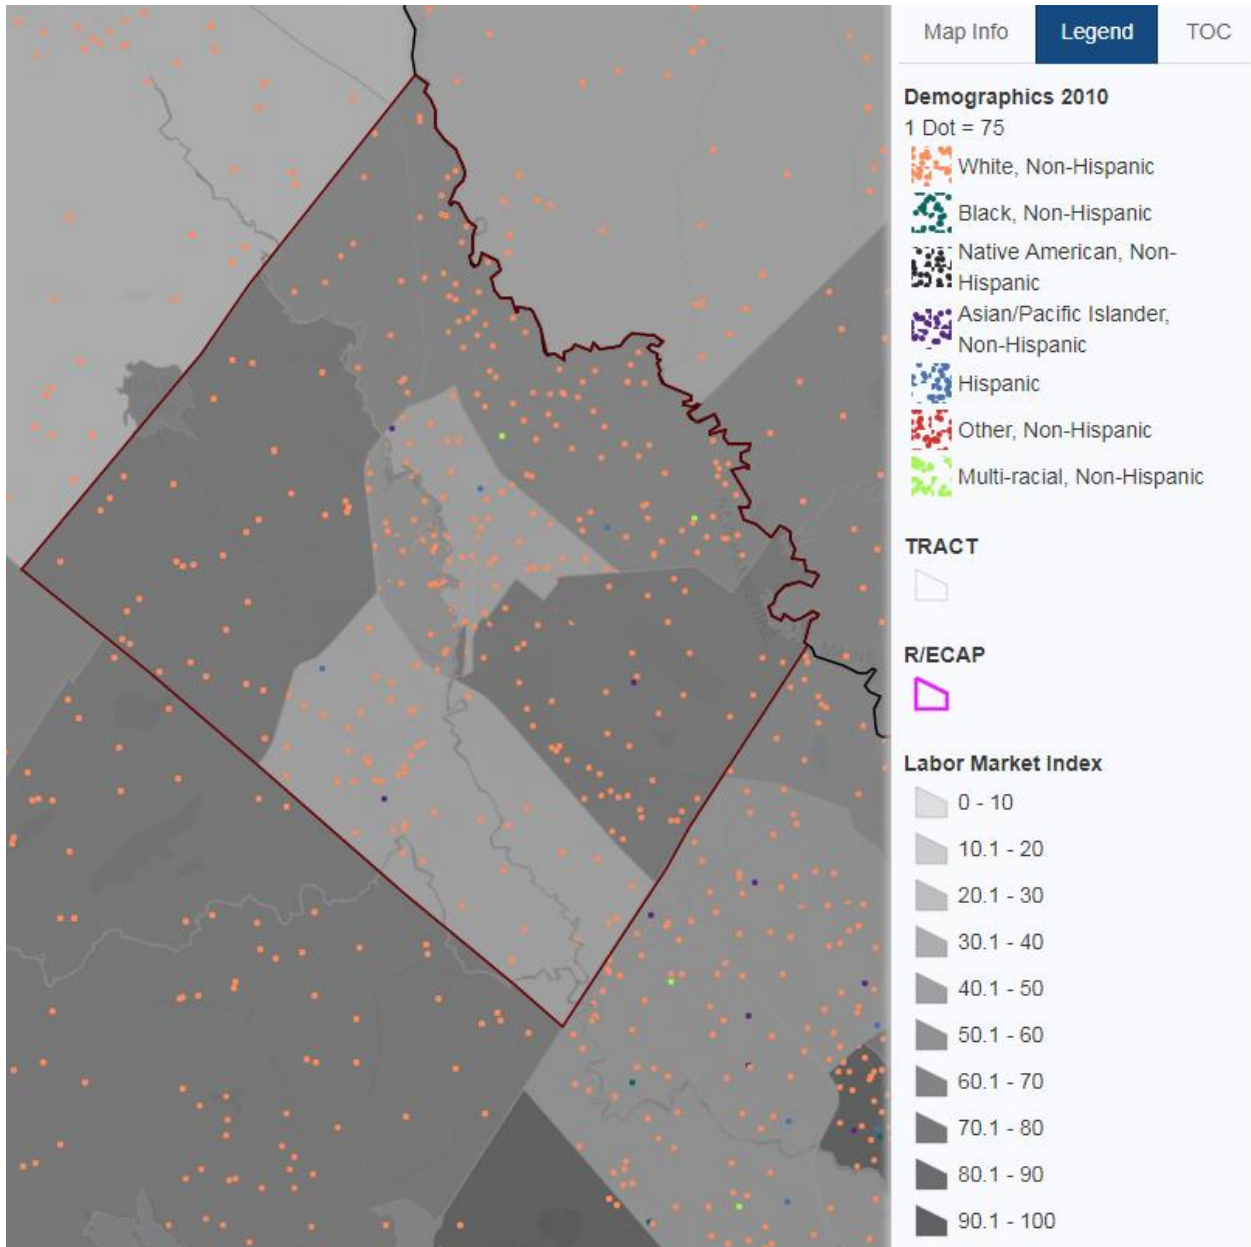 Map Info Legend TOC
Demographics 2010
1 Dot = 75
White, Non-Hispanic
Black, Non-Hispanic
Native American, Non-
Hispanic
Asian/Pacific Islander,
Non-Hispanic
Hispanic
Other, Non-Hispanic
Multi-racial, Non-Hispanic
TRACT
R/ECAP
Labor Market Index
0 - 10
10.1 - 20
20.1 - 30
30.1 - 40
40.1 - 50
50.1 - 60
60.1 - 70
70.1 - 80
80.1 - 90
90.1 - 100